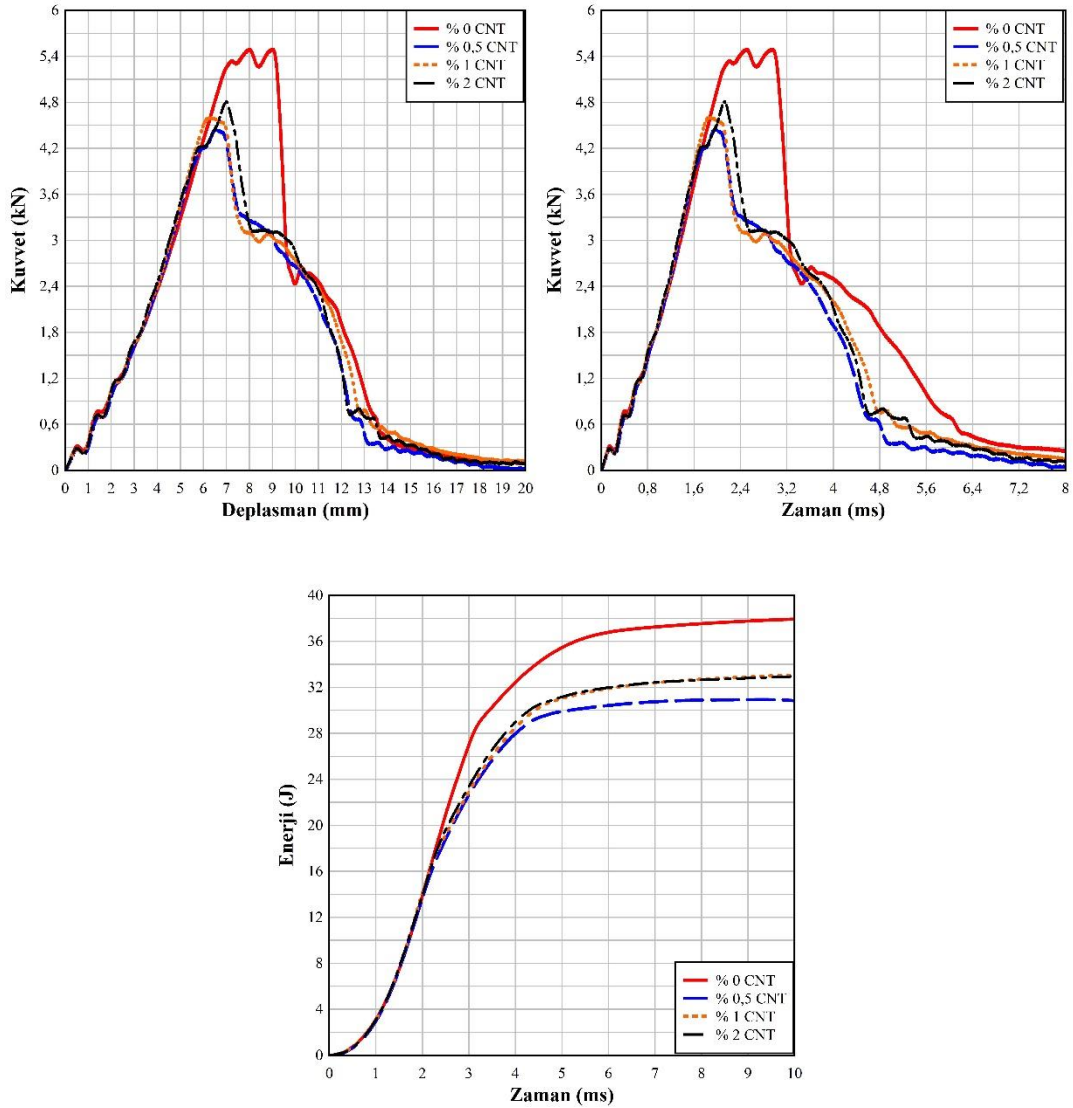 6
5,4
4,8
4,2
3,6
3
2,4
1,8
1,2
0,6
0
Kuvvet (kN)
% 0 CNT
% 0,5 CNT
% 1 CNT
% 2 CNT
0 1 2 3 4 5 6 7 8 9 10 11 12 13 14 15 16 17 18 19 20
Deplasman (mm)
6
5,4
4,8
4,2
3,6
3
2,4
1,8
1,2
0,6
0
Kuvvet (kN)
% 0 CNT
% 0,5 CNT
% 1 CNT
% 2 CNT
0 0,8 1,6 2,4 3,2 4 4,8 5,6 6,4 7,2 8
Zaman (ms)
40
36
32
28
24
20
16
12
8
4
0
Enerji (J)
% 0 CNT
% 0,5 CNT
% 1 CNT
% 2 CNT
0 1 2 3 4 5 6 7 8 9 10
Zaman (ms)